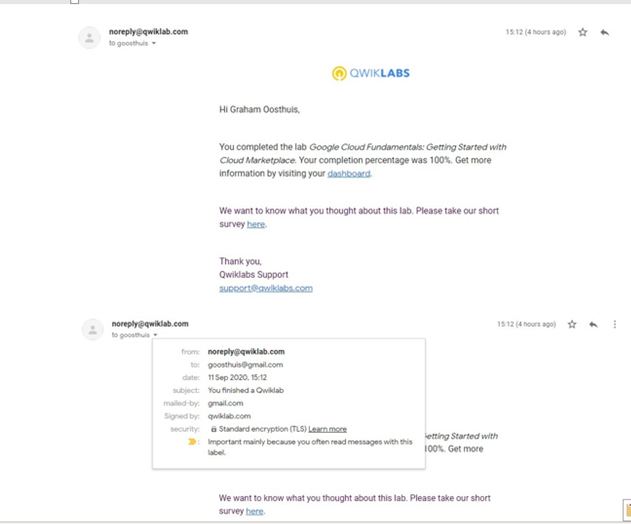 noreply@qwiklab.com
15:12 (4 hours ago)
to goosthuis
QWIKLABS
Hi Graham Oosthuis,
You completed the lab Google Cloud Fundamentals: Getting Started with
Cloud Marketplace. Your completion percentage was 100%. Get more
information by visiting your dashboard.
We want to know what you thought about this lab. Please take our short
survey here.
Thank you,
Qwiklabs Support
support@qwiklabs.com
noreply@qwiklab.com
15:12 (4 hours ago)
to goosthuis
from: noreply@qwiklab.com
to: goosthuis@gmail.com
date: 11 Sep 2020, 15:12
subject: You finished a Qwiklab
mailed-by: gmail.com
Signed by: qwiklab.com
security: Standard encryption (TLS) Learn more
: Important mainly because you often read messages with this
label.
etting Started with
100%. Get more
We want to know what you thought about this lab. Please take our short
survey here.